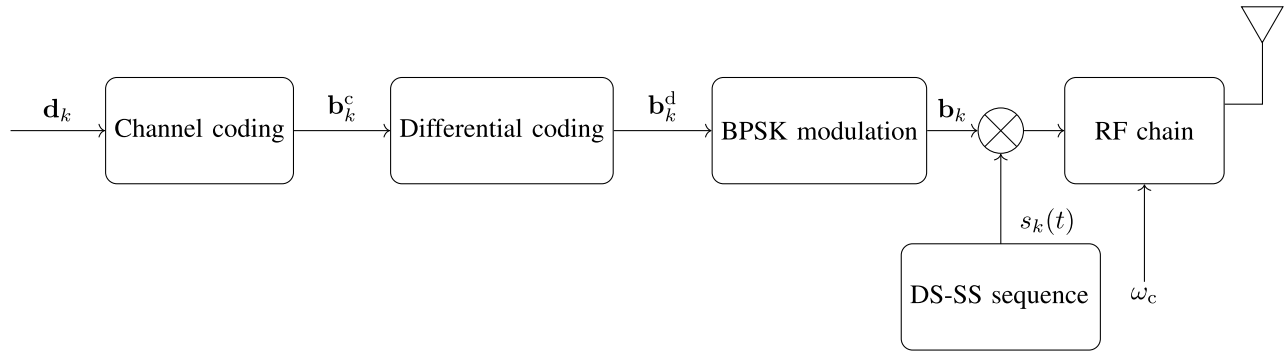 d_k
Channel coding
b_k^c
Differential coding
b_k^d
BPSK modulation
b_k
RF chain
s_k(t)
DS-SS sequence
ω_c